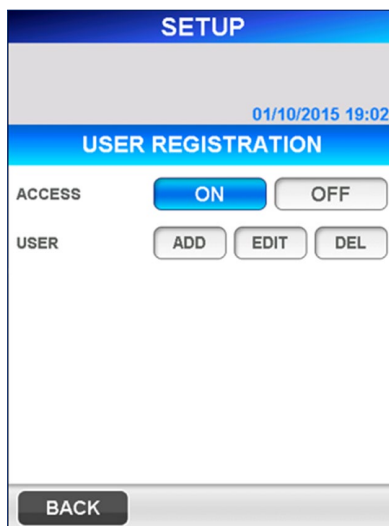 SETUP
01/10/2015 19:02
USER REGISTRATION
ACCESS ON OFF
USER ADD EDIT DEL
BACK